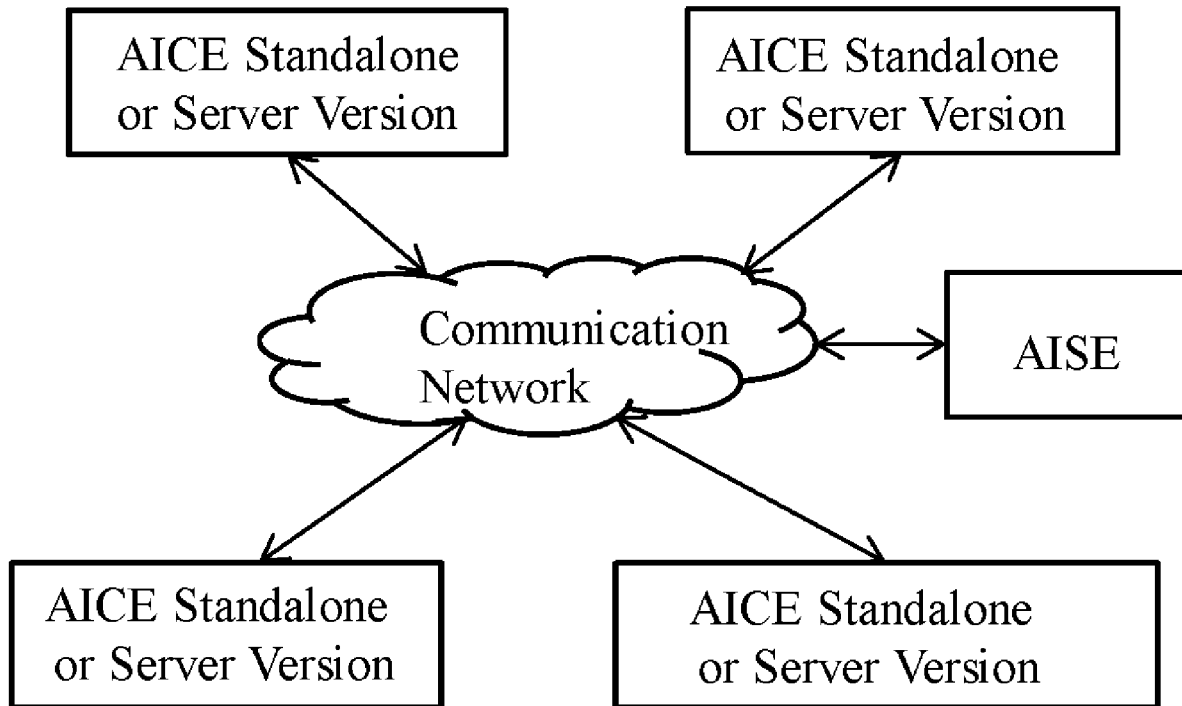 AICE Standalone
or Server Version
AICE Standalone
or Server Version
Communication
Network
AISE
AICE Standalone
or Server Version
AICE Standalone
or Server Version